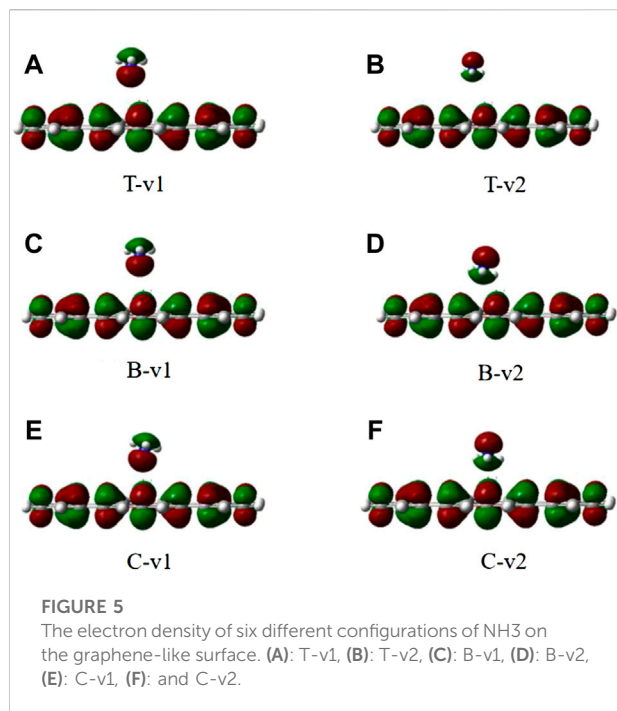 A
B
T-v1
T-v2
C
D
B-v1
B-v2
E
F
C-v1
C-v2
FIGURE 5
The electron density of six different configurations of NH3 on
the graphene-like surface. (A): T-v1, (B): T-v2, (C): B-v1, (D): B-v2,
(E): C-v1, (F): and C-v2.